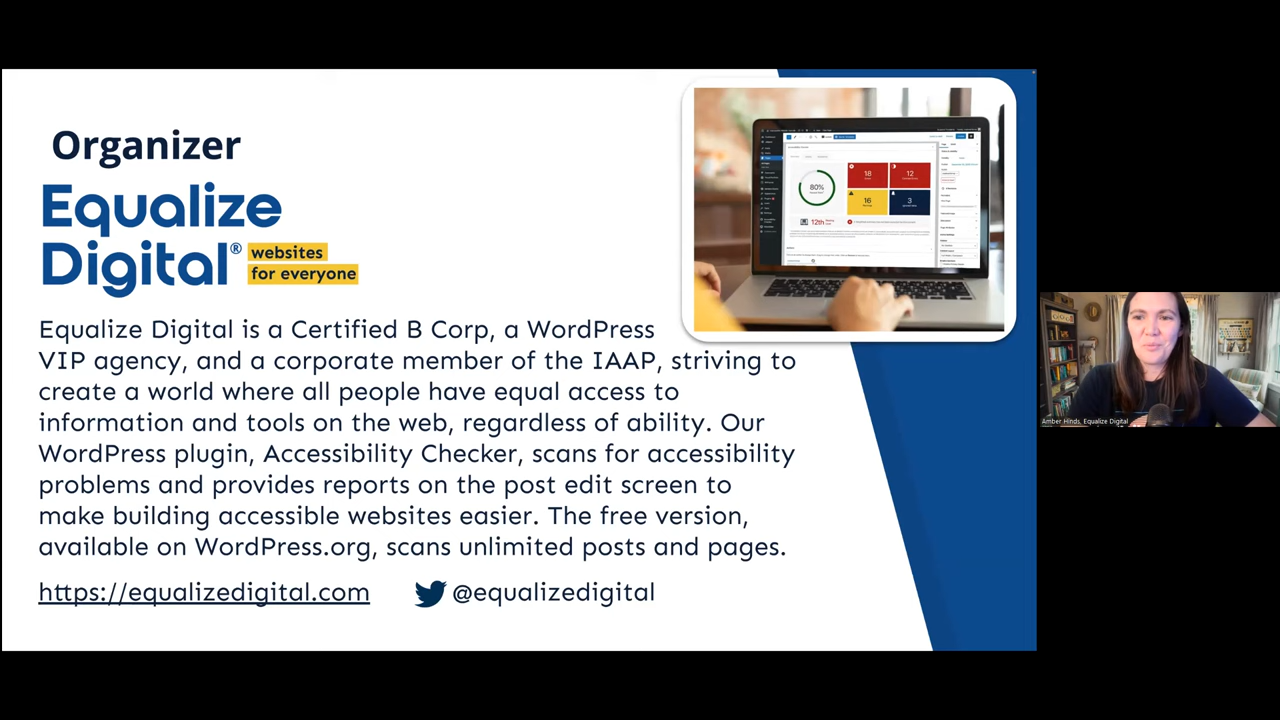 Organizer
Equalize
Digital®
websites
for everyone
80%
18
12
16
3
12th
Equalize Digital is a Certified B Corp, a WordPress
VIP agency, and a corporate member of the IAAP, striving to
create a world where all people have equal access to
information and tools on the web, regardless of ability. Our
WordPress plugin, Accessibility Checker, scans for accessibility
problems and provides reports on the post edit screen to
make building accessible websites easier. The free version,
available on WordPress.org, scans unlimited posts and pages.
https://equalizedigital.com
@equalizedigital
Amber Hinds, Equalize Digital